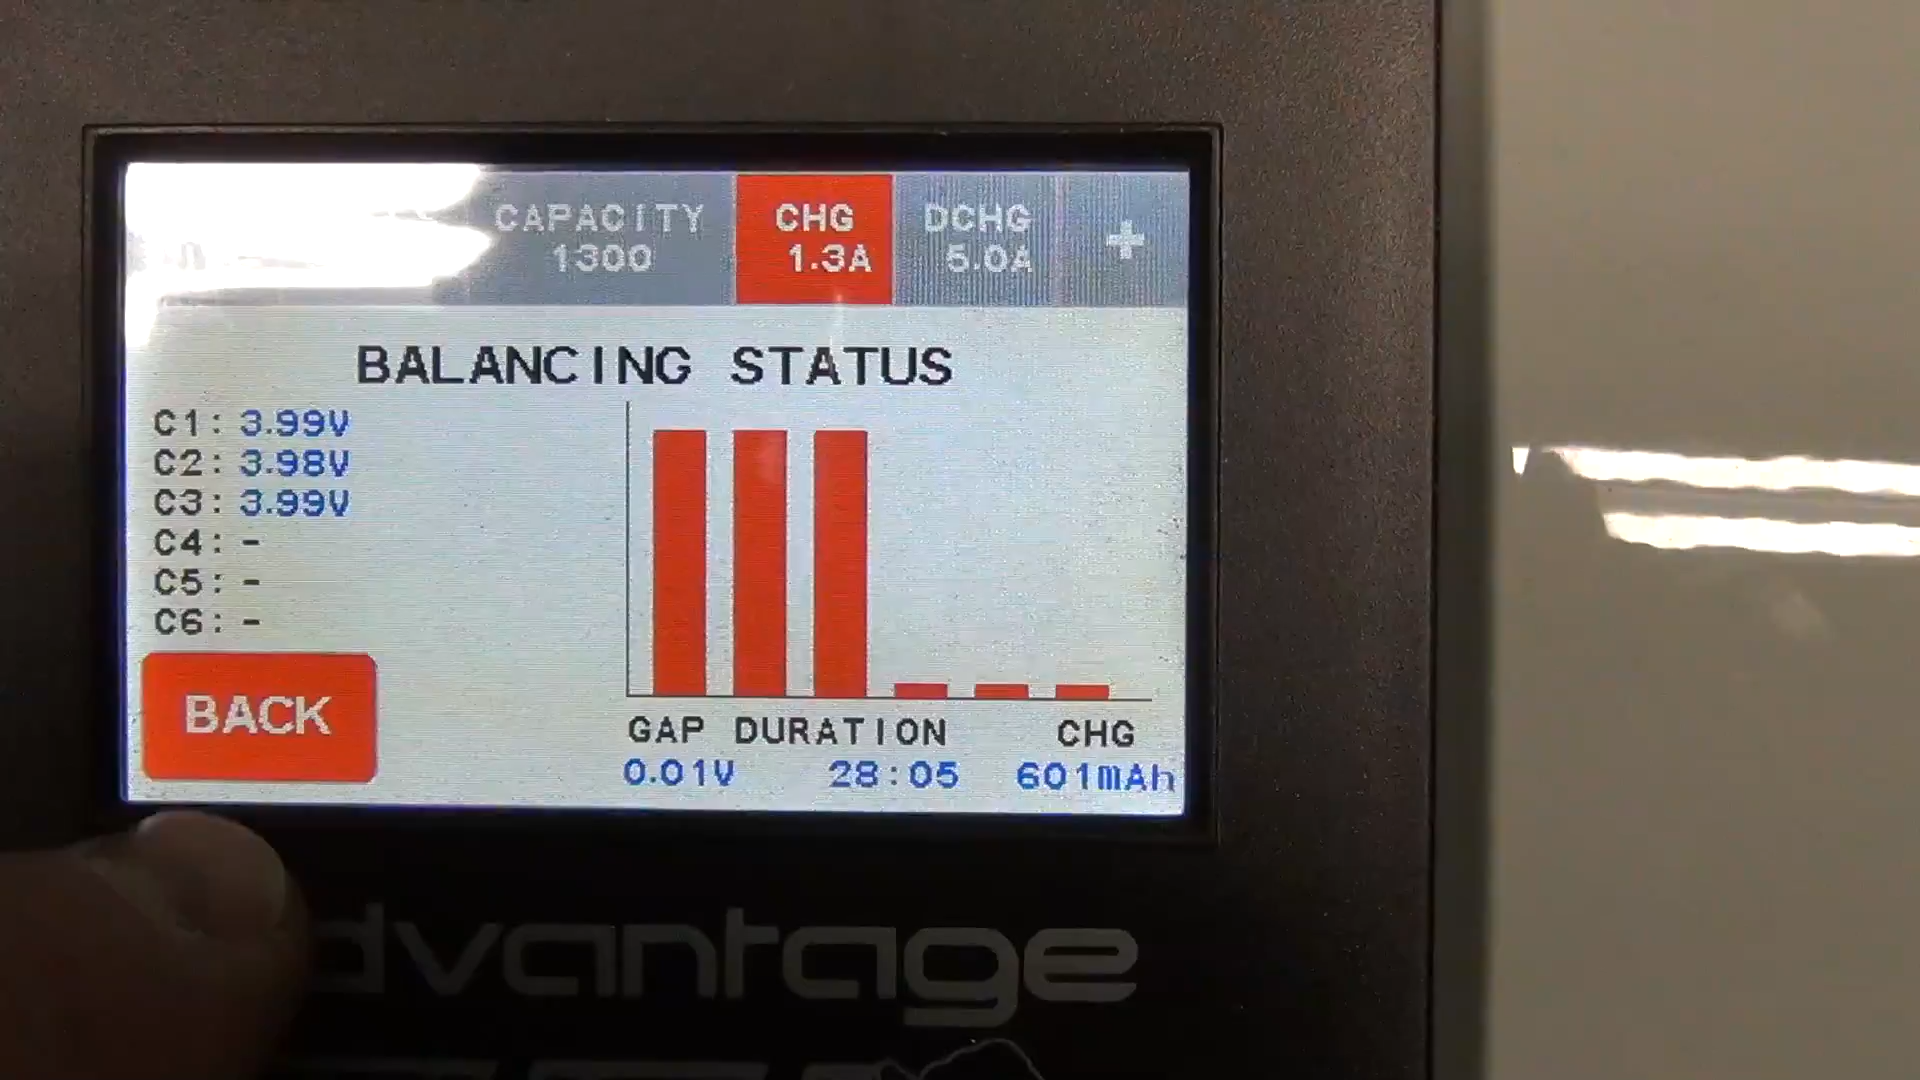 CAPACITY
1300
CHG
1.3A
DCHG
5.0A
+
BALANCING STATUS
C1: 3.99V
C2: 3.98V
C3: 3.99V
C4: -
C5: -
C6: -
BACK
GAP DURATION CHG
0.01V 28:05 601mAh
dvantage